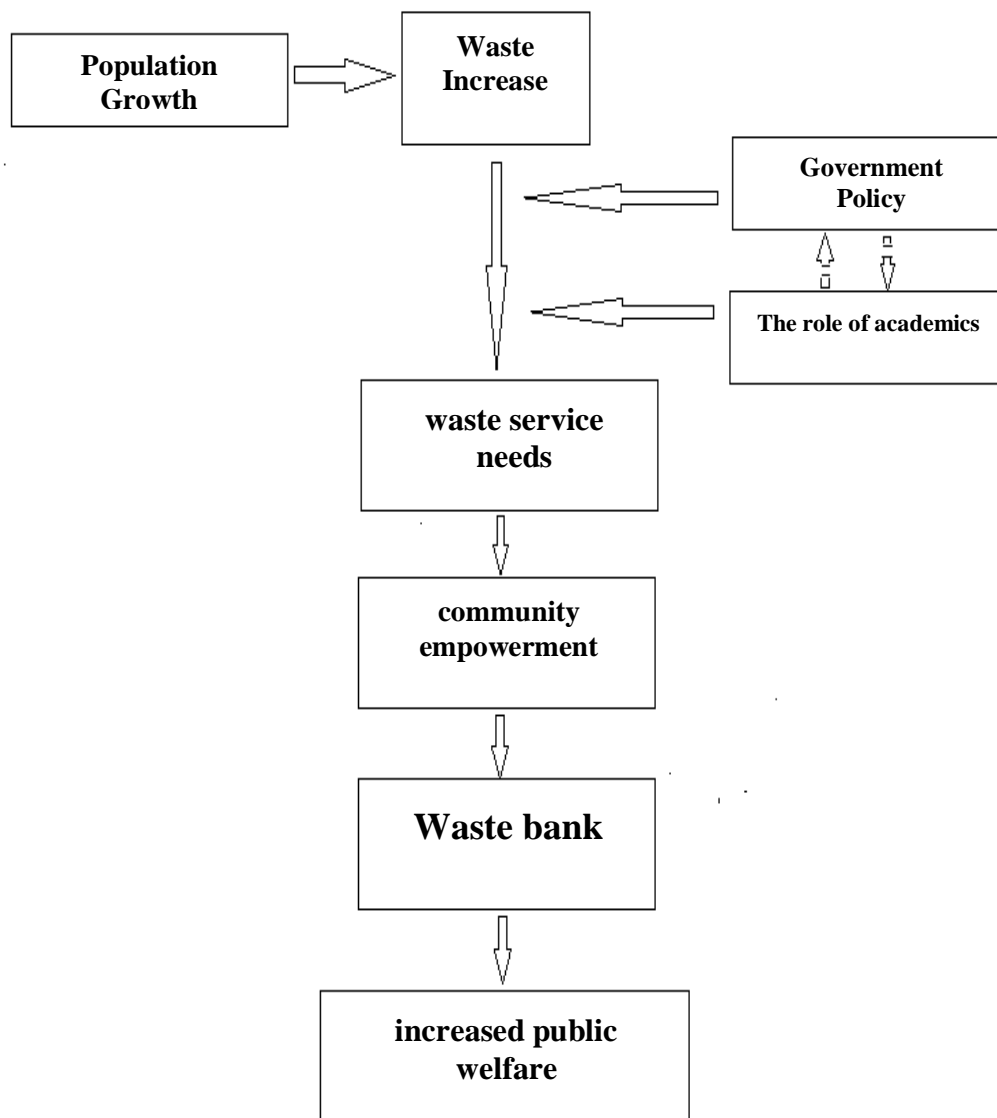 Population
Growth
Waste
Increase
Government
Policy
The role of academics
waste service
needs
community
empowerment
Waste bank
increased public
welfare